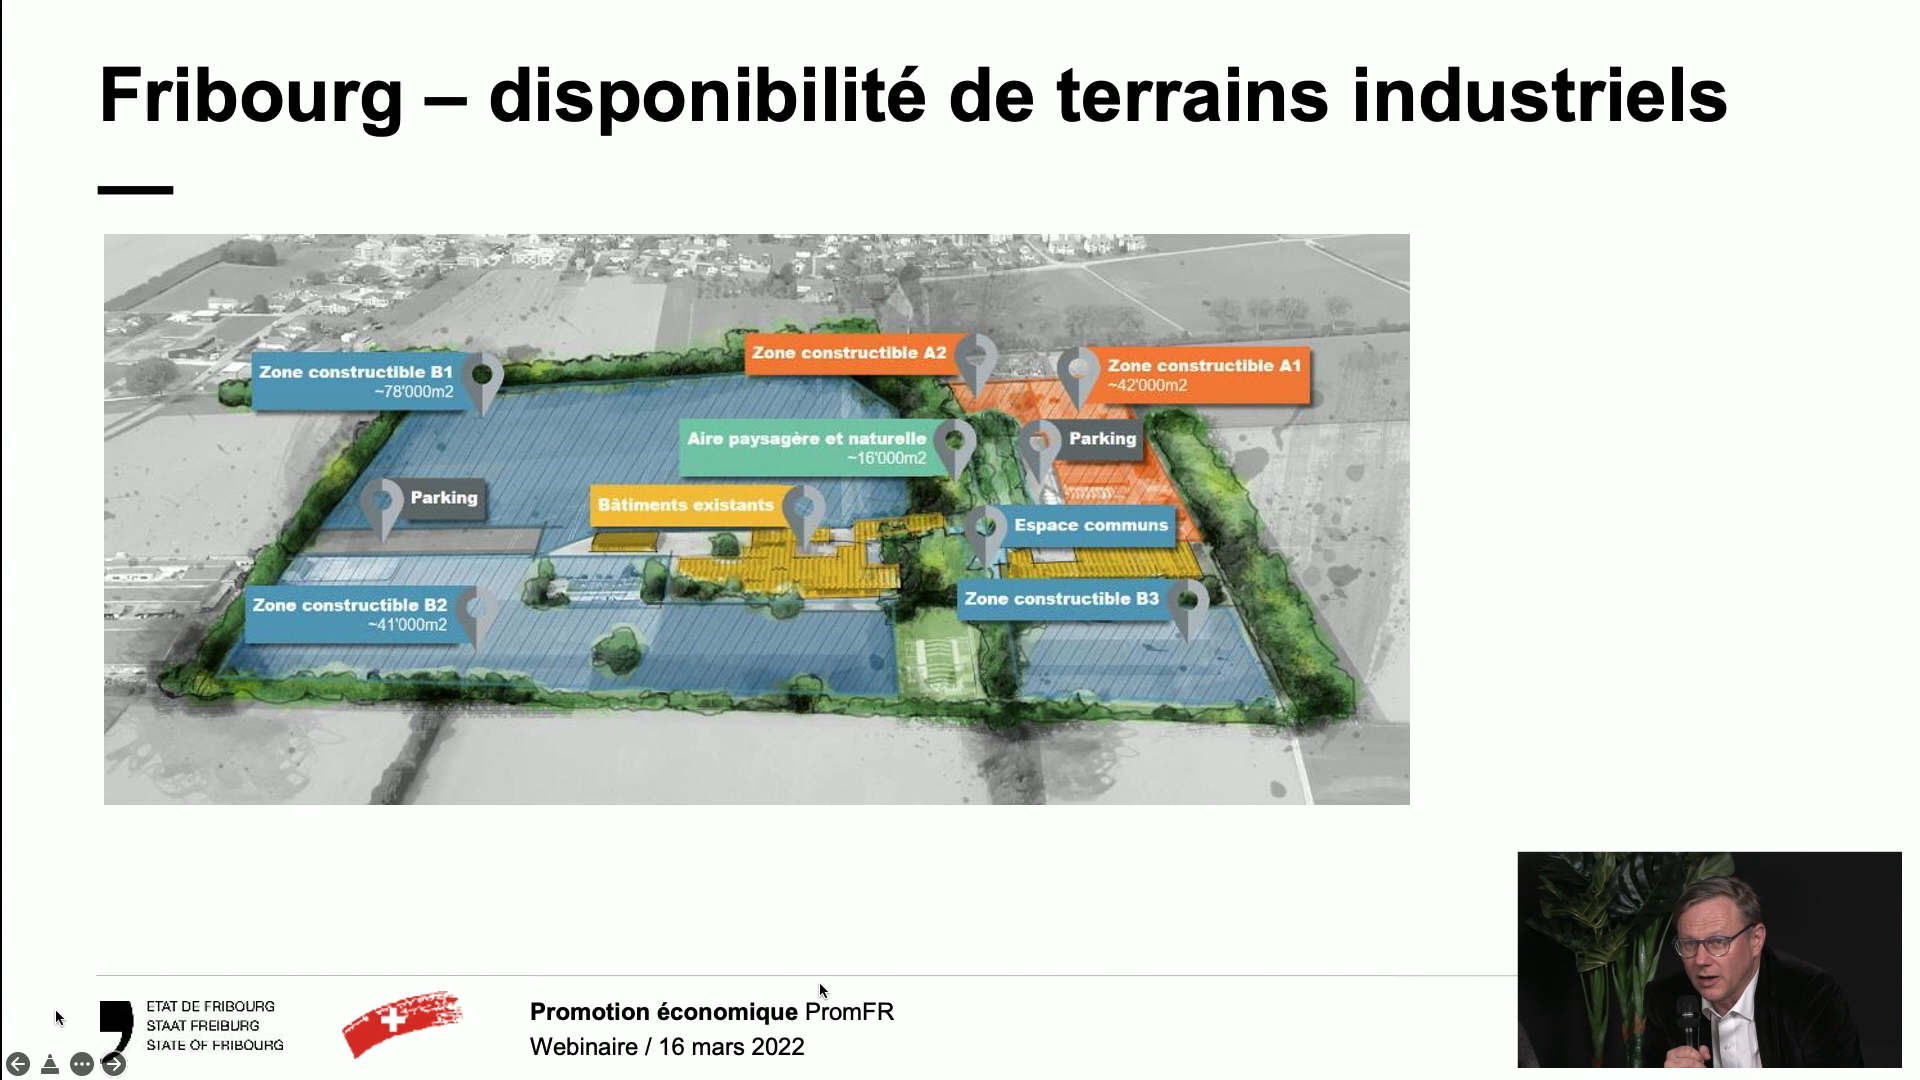 Fribourg – disponibilité de terrains industriels
Zone constructible B1
~78'000m2
Zone constructible A2
Zone constructible A1
~42'000m2
Aire paysagère et naturelle
~16'000m2
Parking
Parking
Bâtiments existants
Espace communs
Zone constructible B2
~41'000m2
Zone constructible B3
ETAT DE FRIBOURG
STAAT FREIBURG
STATE OF FRIBOURG
Promotion économique PromFR
Webinaire / 16 mars 2022